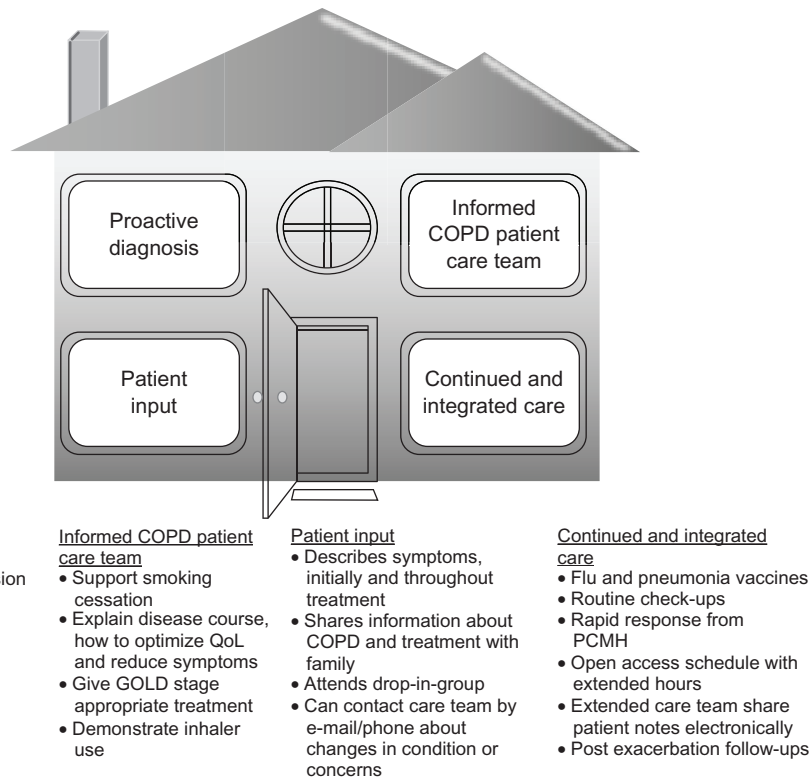 Proactive
diagnosis
Informed
COPD patient
care team
Patient
input
Continued and
integrated care
Informed COPD patient
care team
• Support smoking
cessation
• Explain disease course,
how to optimize QoL
and reduce symptoms
• Give GOLD stage
appropriate treatment
• Demonstrate inhaler
use
Patient input
• Describes symptoms,
initially and throughout
treatment
• Shares information about
COPD and treatment with
family
• Attends drop-in-group
• Can contact care team by
e-mail/phone about
changes in condition or
concerns
Continued and integrated
care
• Flu and pneumonia vaccines
• Routine check-ups
• Rapid response from
PCMH
• Open access schedule with
extended hours
• Extended care team share
patient notes electronically
• Post exacerbation follow-ups